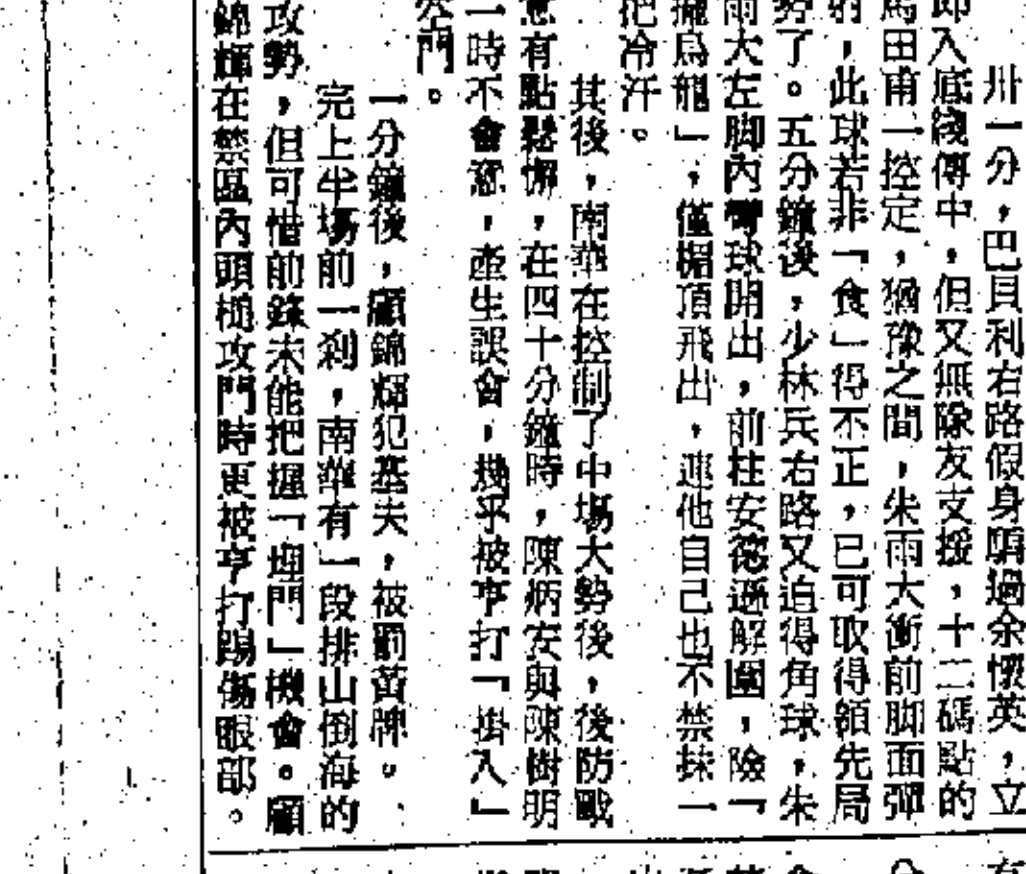 卅一分，巴貝利右路假身騙過余懷英，立
即入底綫傳中，但又無隊友支援，十二碼點的
馬田甫一控定，猶豫之間，朱雨大衝前脚面彈
射，此球若非「食」得不正，已可取得領先局
勢了。五分鐘後，少林兵右路又迫得角球，朱
雨大左脚內彎球開出，前柱安德遜解圍，險「
擺烏龍」，僅楣頂飛出，連他自己也不禁抹一
把冷汗。
其後，南華在控制了中場大勢後，後防戰
意有點鬆懈，在四十分鐘時，陳炳安與陳樹明
一時不會意，產生誤會，幾乎被亨打「掛入」
空門。
一分鐘後，顧錦輝犯基夫，被罰黃牌。
完上半場前一剎，南華有一段排山倒海的
攻勢，但可惜前鋒未能把握「埋門」機會。顧
錦輝在禁區內頭槌攻門時更被亨打踢傷眼部。